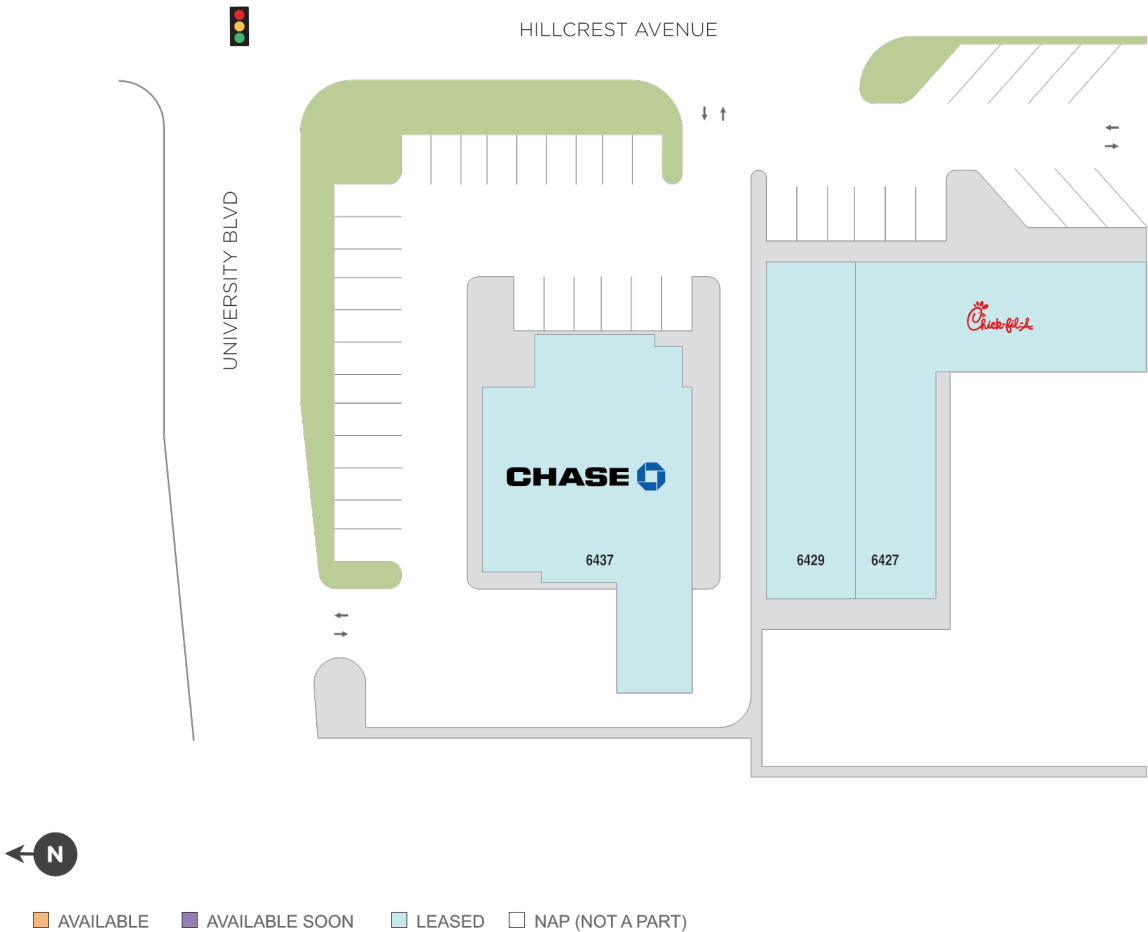 HILLCREST AVENUE
UNIVERSITY BLVD
Chick-fil-A
CHASE
6437
6429
6427
N
AVAILABLE
AVAILABLE SOON
LEASED
NAP (NOT A PART)